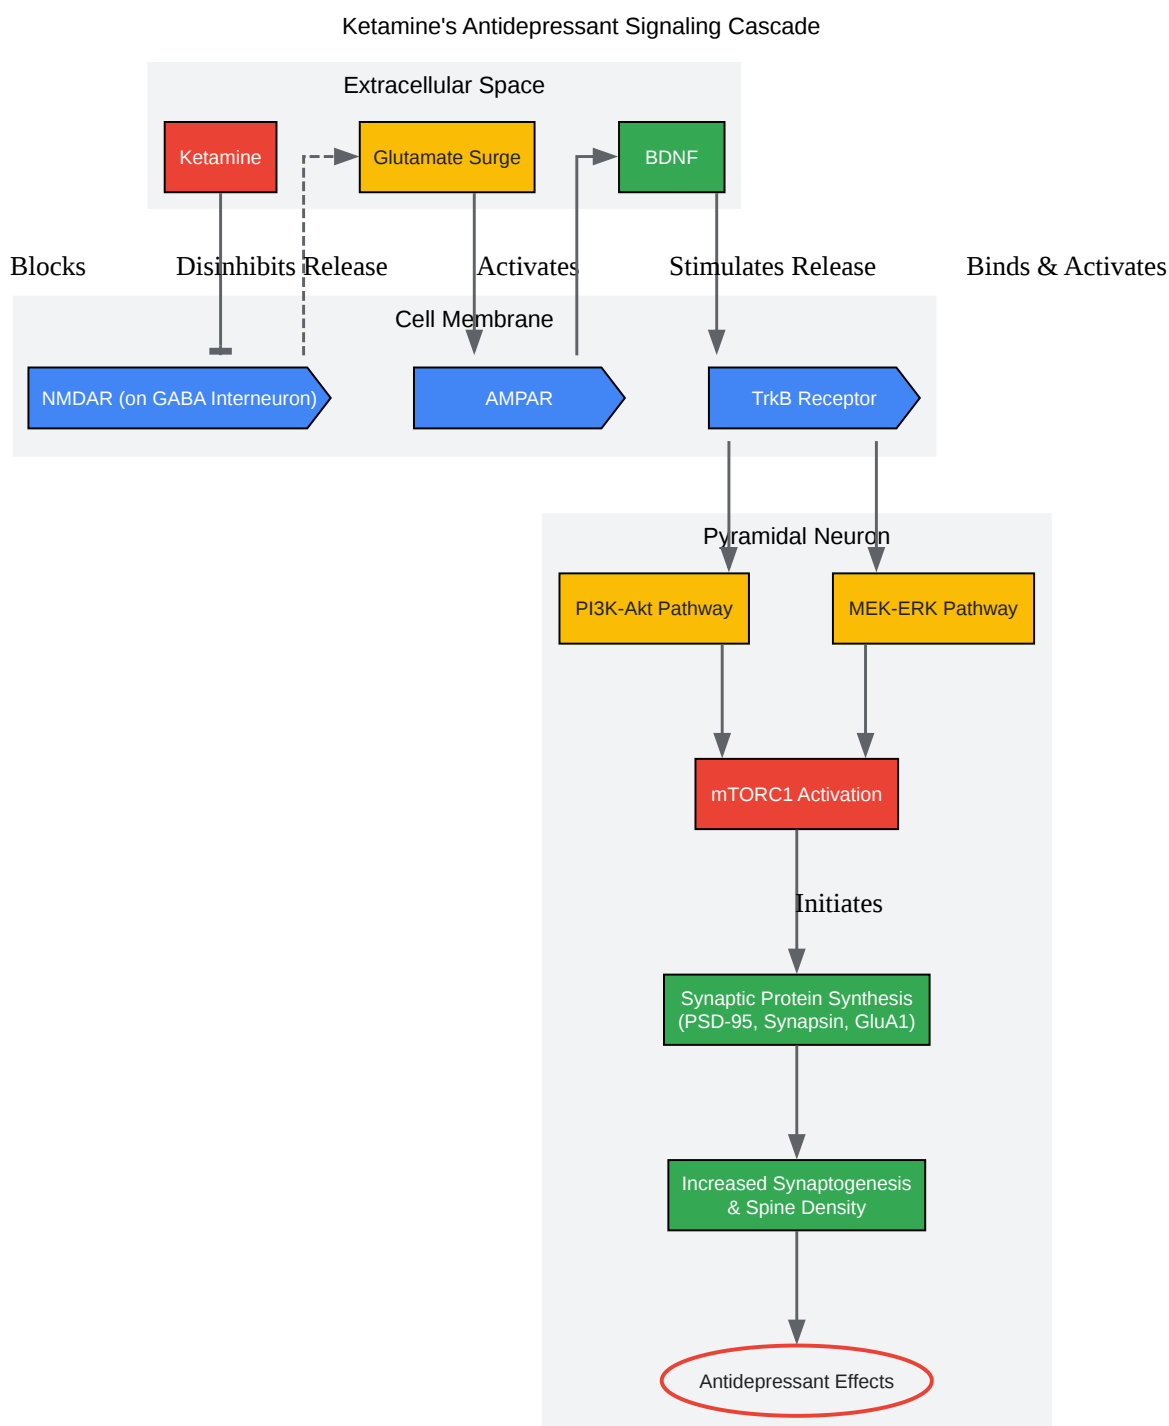 Ketamine's Antidepressant Signaling Cascade
Extracellular Space
Ketamine
Glutamate Surge
BDNF
Blocks
Disinhibits Release
Activates
Stimulates Release
Binds & Activates
Cell Membrane
NMDAR (on GABA Interneuron)
AMPAR
TrkB Receptor
Pyramidal Neuron
PI3K-Akt Pathway
MEK-ERK Pathway
mTORC1 Activation
Initiates
Synaptic Protein Synthesis
(PSD-95, Synapsin, GluA1)
Increased Synaptogenesis
& Spine Density
Antidepressant Effects